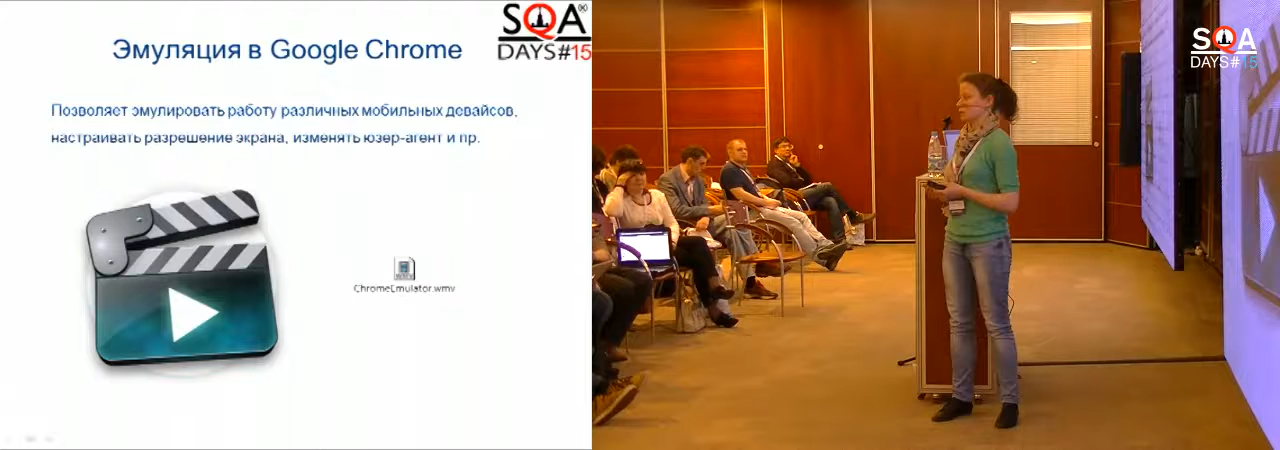 Эмуляция в Google Chrome
SQA®
DAYS#15
Позволяет эмулировать работу различных мобильных девайсов,
настраивать разрешение экрана, изменять юзер-агент и пр.
ChromeEmulator.wmv
SQA
DAYS#15